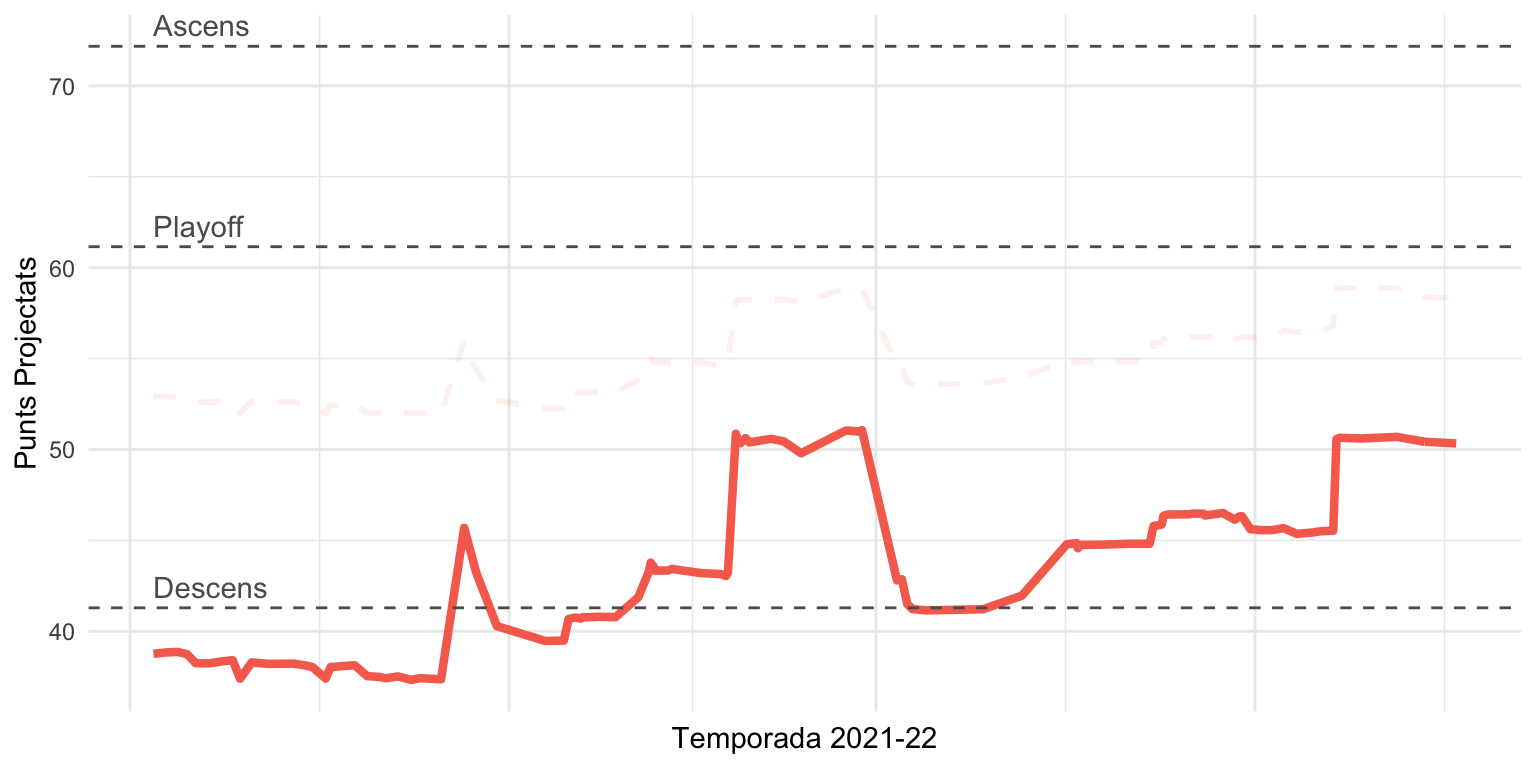 Ascens
70
Playoff
60
Punts Projectats
50
Descens
40
Temporada 2021-22